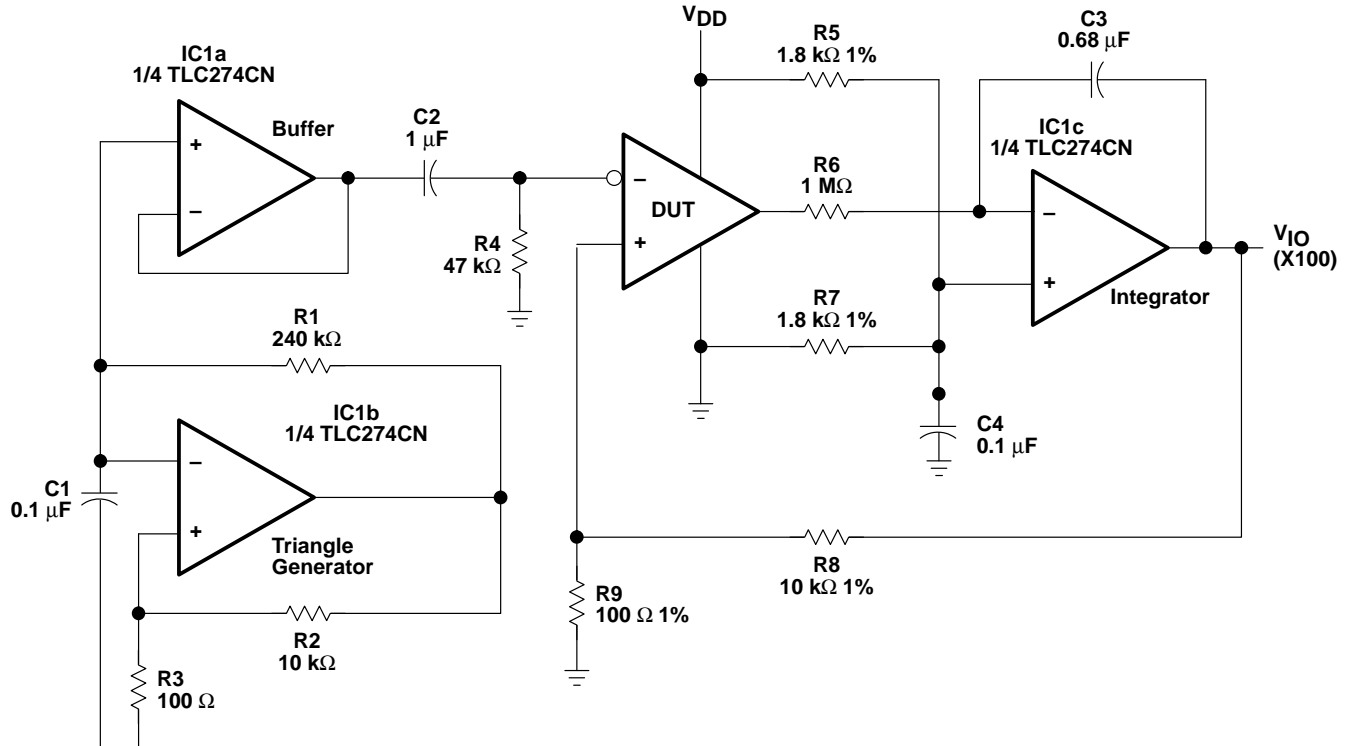 VDD
C3
0.68 μF
R5
1.8 kΩ 1%
IC1a
1/4 TLC274CN
Buffer
C2
1 μF
+
−
R4
47 kΩ
−
DUT
+
R6
1 MΩ
IC1c
1/4 TLC274CN
−
+
Integrator
VIO
(X100)
R7
1.8 kΩ 1%
C4
0.1 μF
R1
240 kΩ
IC1b
1/4 TLC274CN
C1
0.1 μF
−
+
Triangle
Generator
R2
10 kΩ
R3
100 Ω
R8
10 kΩ 1%
R9
100 Ω 1%